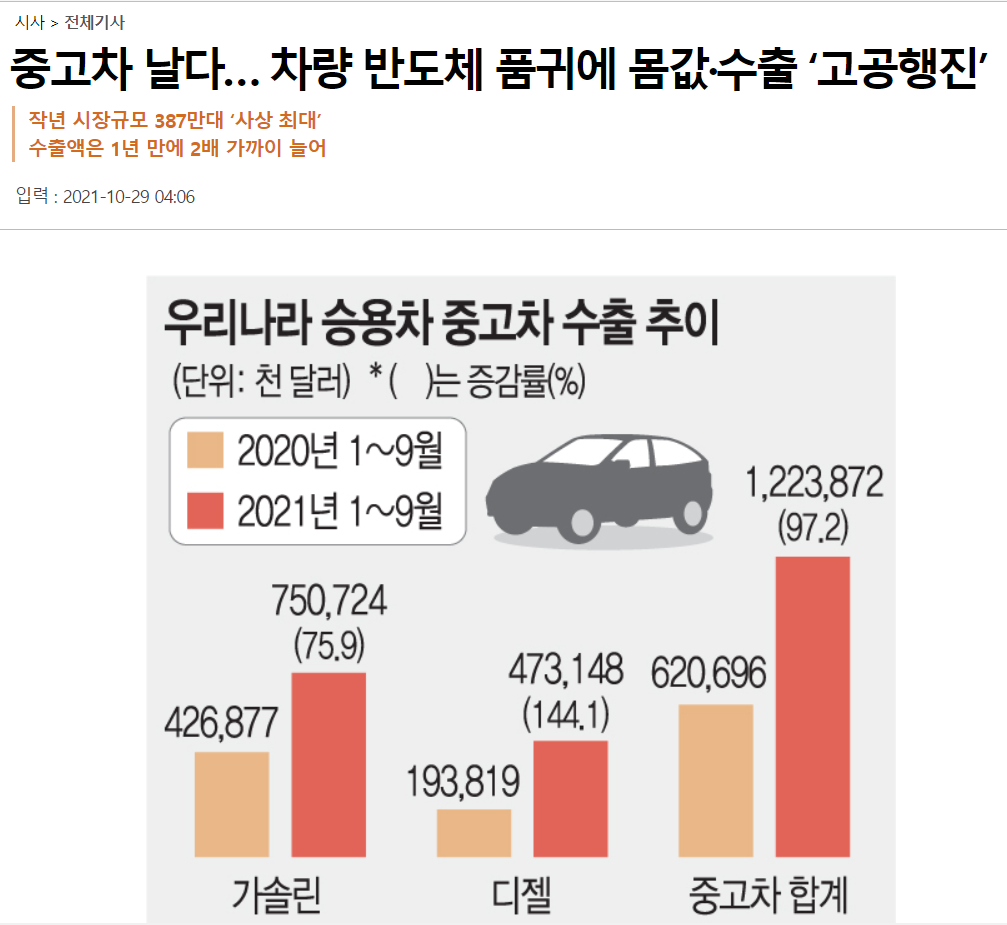 시사 > 전체기사
중고차 날다… 차량 반도체 품귀에 몸값·수출 ‘고공행진’
작년 시장규모 387만대 ‘사상 최대’
수출액은 1년 만에 2배 가까이 늘어
입력 : 2021-10-29 04:06
우리나라 승용차 중고차 수출 추이
(단위: 천 달러) *( )는 증감률(%)
2020년 1~9월
2021년 1~9월
426,877
750,724
(75.9)
가솔린
193,819
473,148
(144.1)
디젤
620,696
1,223,872
(97.2)
중고차 합계